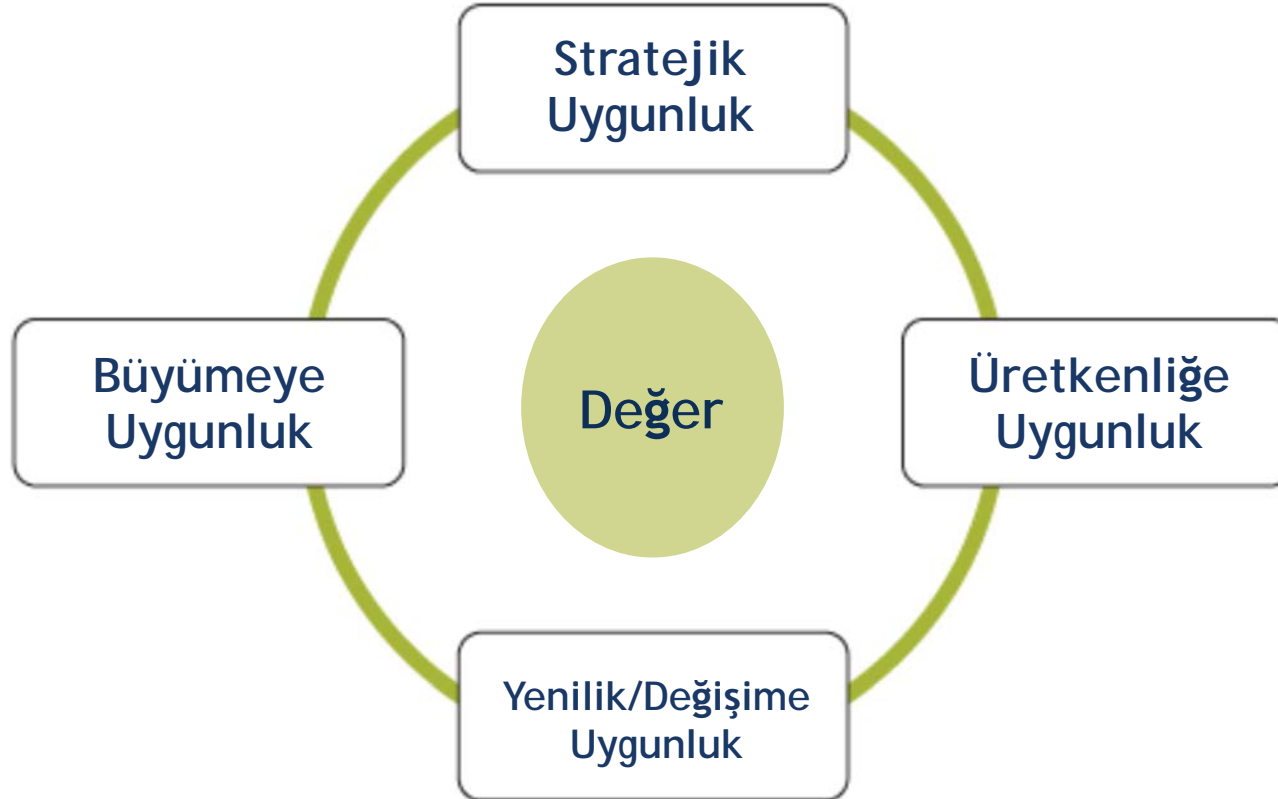 Stratejik
Uygunluk
Büyümeye
Uygunluk
Değer
Üretkenliğe
Uygunluk
Yenilik/Değişime
Uygunluk